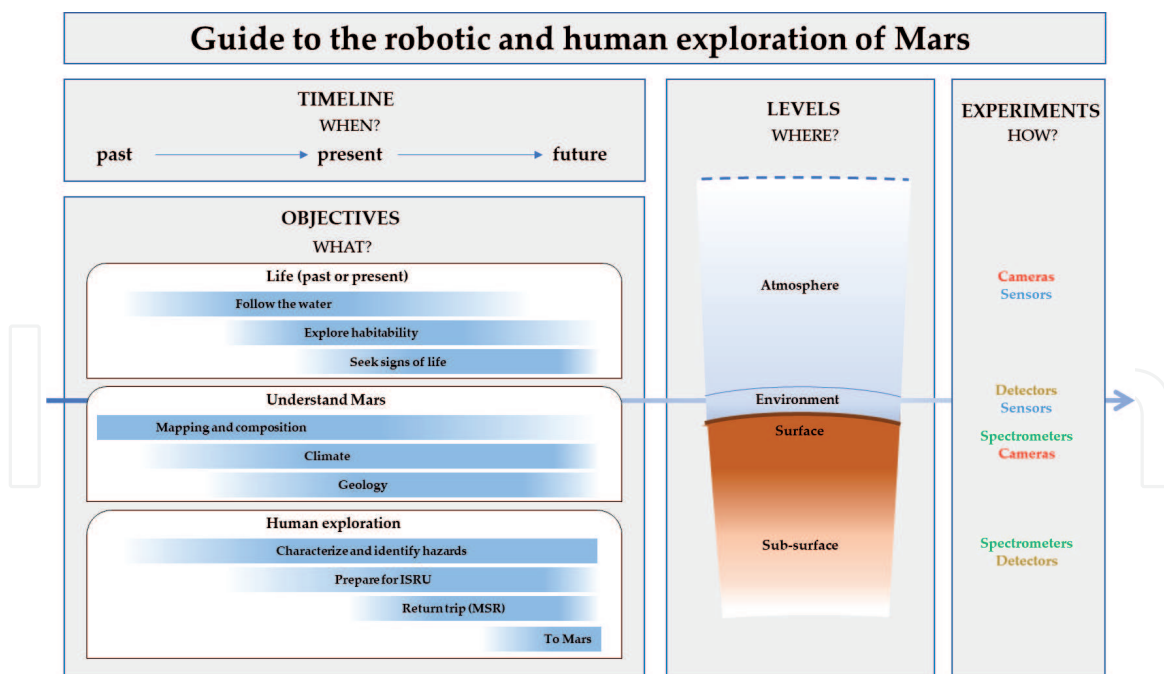 Guide to the robotic and human exploration of Mars
TIMELINE
WHEN?
past present future
OBJECTIVES
WHAT?
Life (past or present)
Follow the water
Explore habitability
Seek signs of life
Understand Mars
Mapping and composition
Climate
Geology
Human exploration
Characterize and identify hazards
Prepare for ISRU
Return trip (MSR)
To Mars
LEVELS
WHERE?
Atmosphere
Environment
Surface
Sub-surface
EXPERIMENTS
HOW?
Cameras
Sensors
Detectors
Sensors
Spectrometers
Cameras
Spectrometers
Detectors